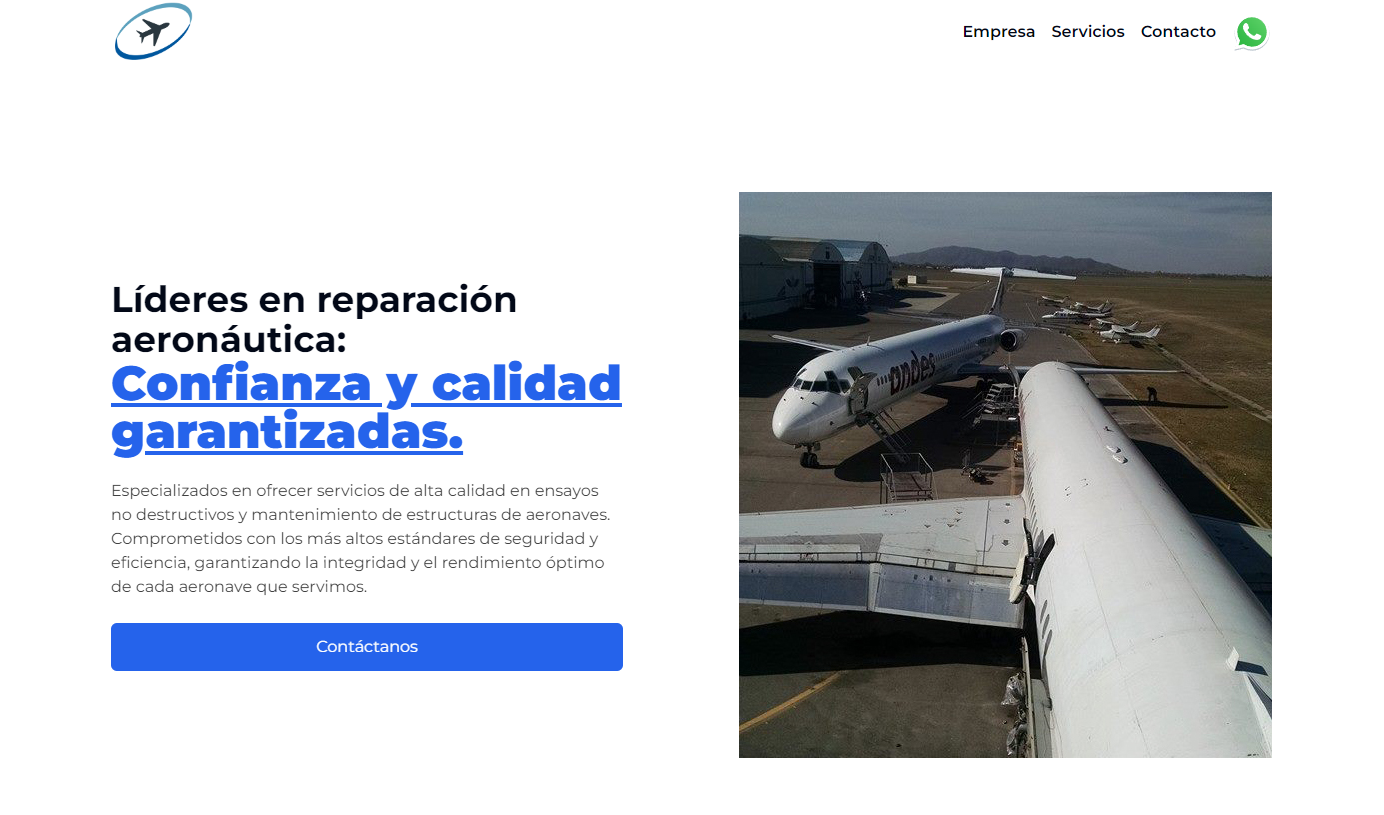 Empresa Servicios Contacto
Líderes en reparación
aeronáutica:
Confianza y calidad
garantizadas.
Especializados en ofrecer servicios de alta calidad en ensayos
no destructivos y mantenimiento de estructuras de aeronaves.
Comprometidos con los más altos estándares de seguridad y
eficiencia, garantizando la integridad y el rendimiento óptimo
de cada aeronave que servimos.
Contáctanos
andes